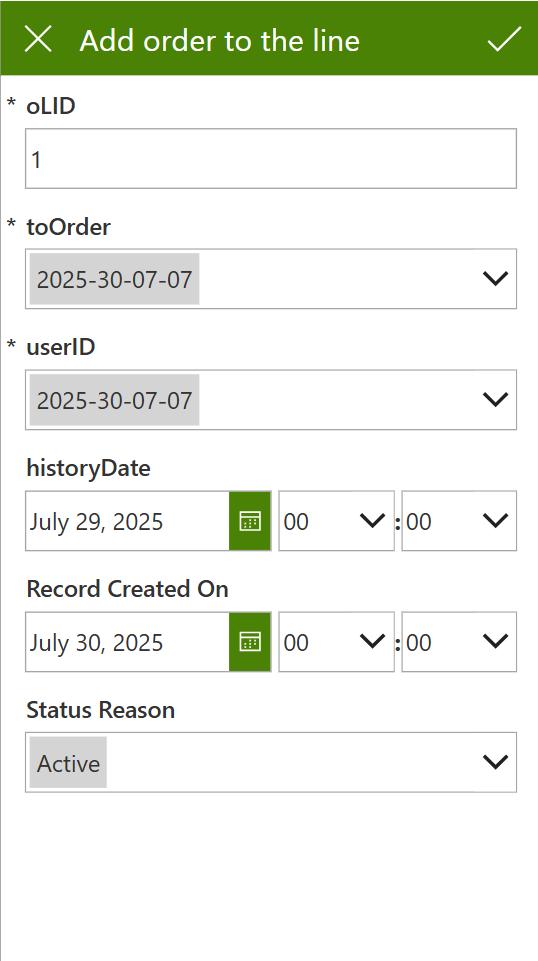 Add order to the line
* oLID
1
* toOrder
2025-30-07-07
* userID
2025-30-07-07
historyDate
July 29, 2025 00 : 00
Record Created On
July 30, 2025 00 : 00
Status Reason
Active